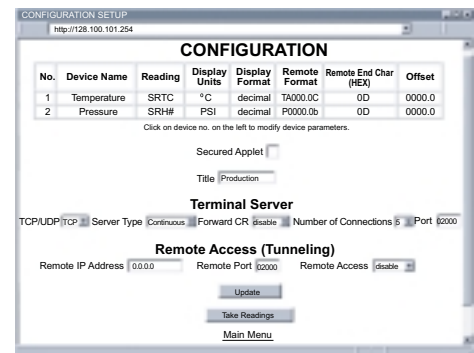 CONFIGURATION SETUP
http://128.100.101.254
CONFIGURATION
No. Device Name Reading Display Units Display Format Remote Format Remote End Char (HEX) Offset
1 Temperature SRTC °C decimal TA000.0C 0D 0000.0
2 Pressure SRH# PSI decimal P0000.0b 0D 0000.0
Click on device no. on the left to modify device parameters.
Secured Applet
Title Production
Terminal Server
TCP/UDP TCP Server Type Continuous Forward CR disable Number of Connections 5 Port 02000
Remote Access (Tunneling)
Remote IP Address 0.0.0.0 Remote Port 02000 Remote Access disable
Update
Take Readings
Main Menu